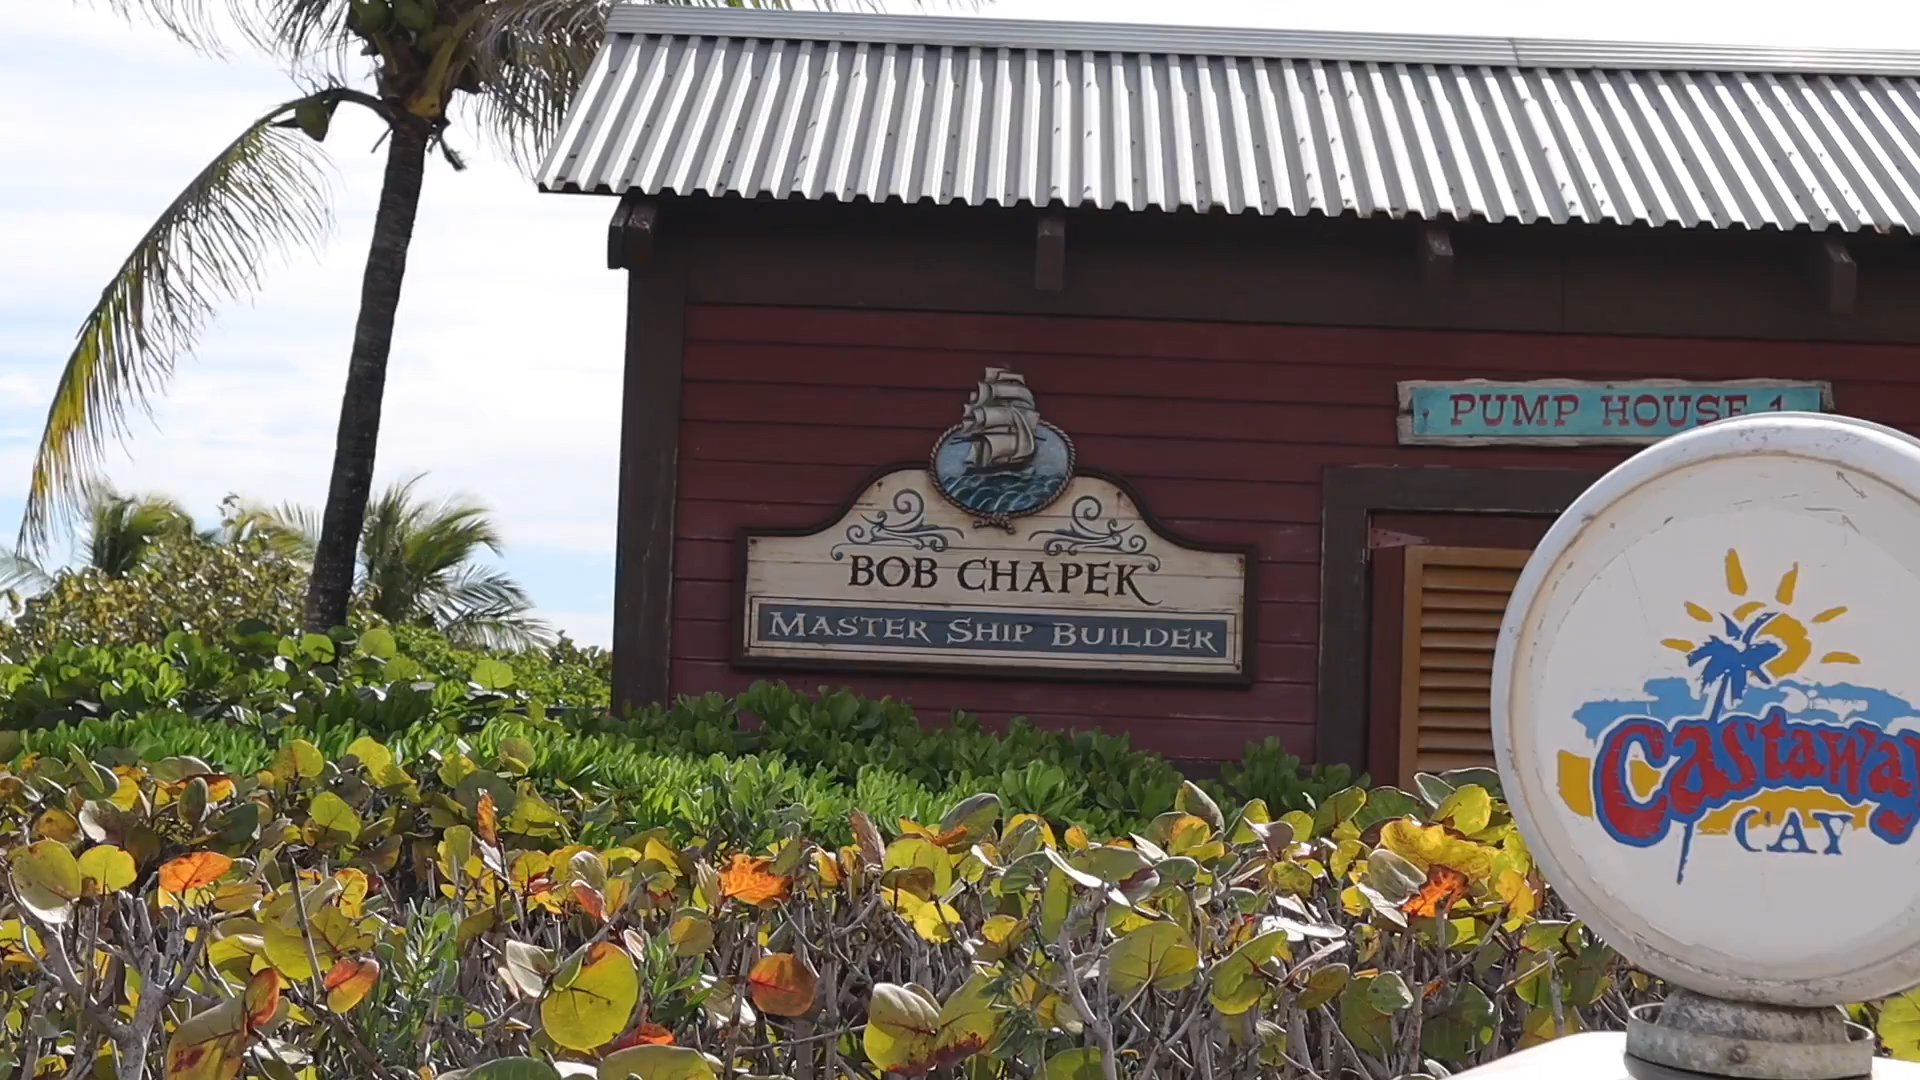 PUMP HOUSE 1
BOB CHAPEK
MASTER SHIP BUILDER
Castaway
CAY